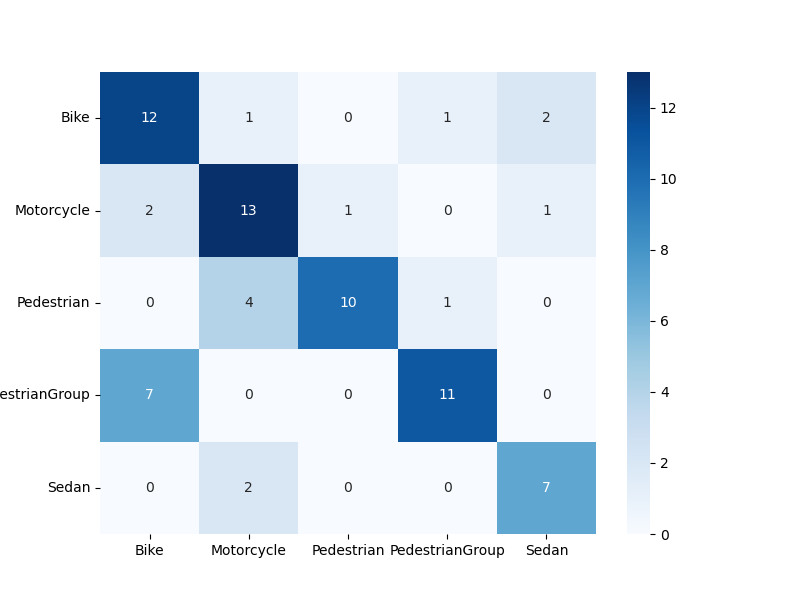 Bike 12 1 0 1 2
Motorcycle 2 13 1 0 1
Pedestrian 0 4 10 1 0
estrianGroup 7 0 0 11 0
Sedan 0 2 0 0 7
Bike Motorcycle Pedestrian PedestrianGroup Sedan
12
10
8
6
4
2
0